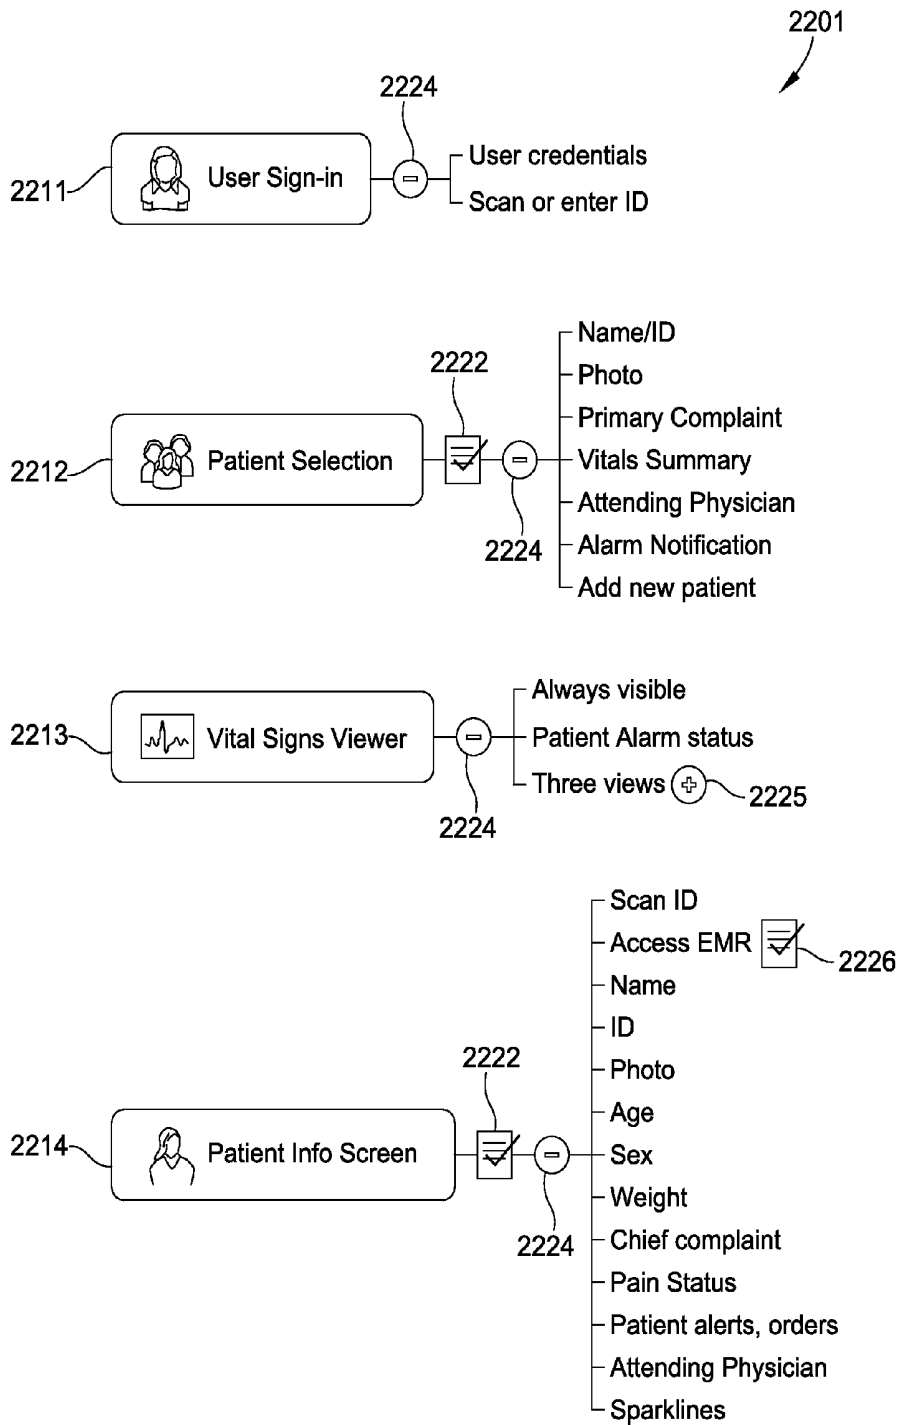 2201
2224
User credentials
2211
User Sign-in
Scan or enter ID
Name/ID
2222
Photo
Primary Complaint
2212
Patient Selection
Vitals Summary
Attending Physician
2224
Alarm Notification
Add new patient
Always visible
2213
Vital Signs Viewer
Patient Alarm status
Three views
2225
2224
Scan ID
Access EMR
2226
Name
ID
2222
Photo
Age
2214
Patient Info Screen
Sex
Weight
2224
Chief complaint
Pain Status
Patient alerts, orders
Attending Physician
Sparklines